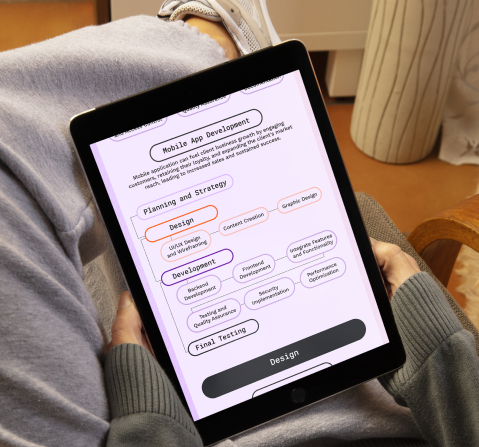 Mobile App Development
Mobile application can fuel client business growth by engaging
customers, retaining their loyalty, and expanding the client's market
reach, leading to increased sales and sustained success.
Planning and Strategy
Design
UI/UX Design
and Wireframing
Content Creation
Graphic Design
Development
Backend
Development
Frontend
Development
Integrate Features
and Functionality
Testing and
Quality Assurance
Security
Implementation
Performance
Optimization
Final Testing
Design